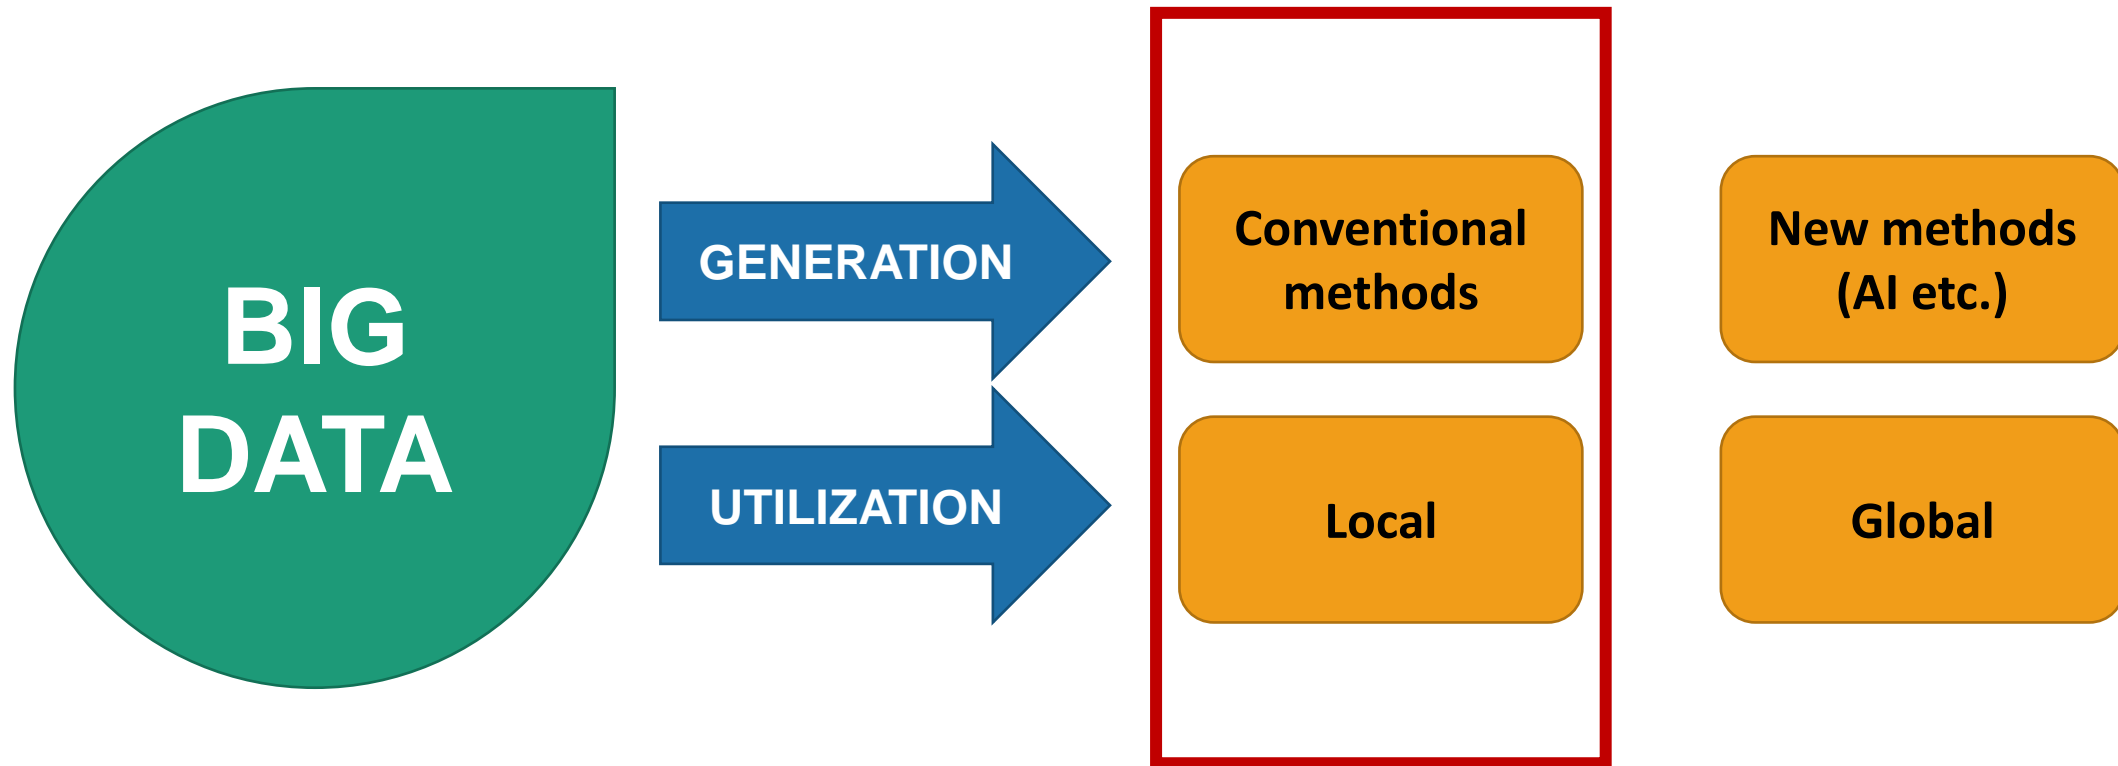 BIG
DATA
GENERATION
Conventional
methods
New methods
(AI etc.)
UTILIZATION
Local
Global